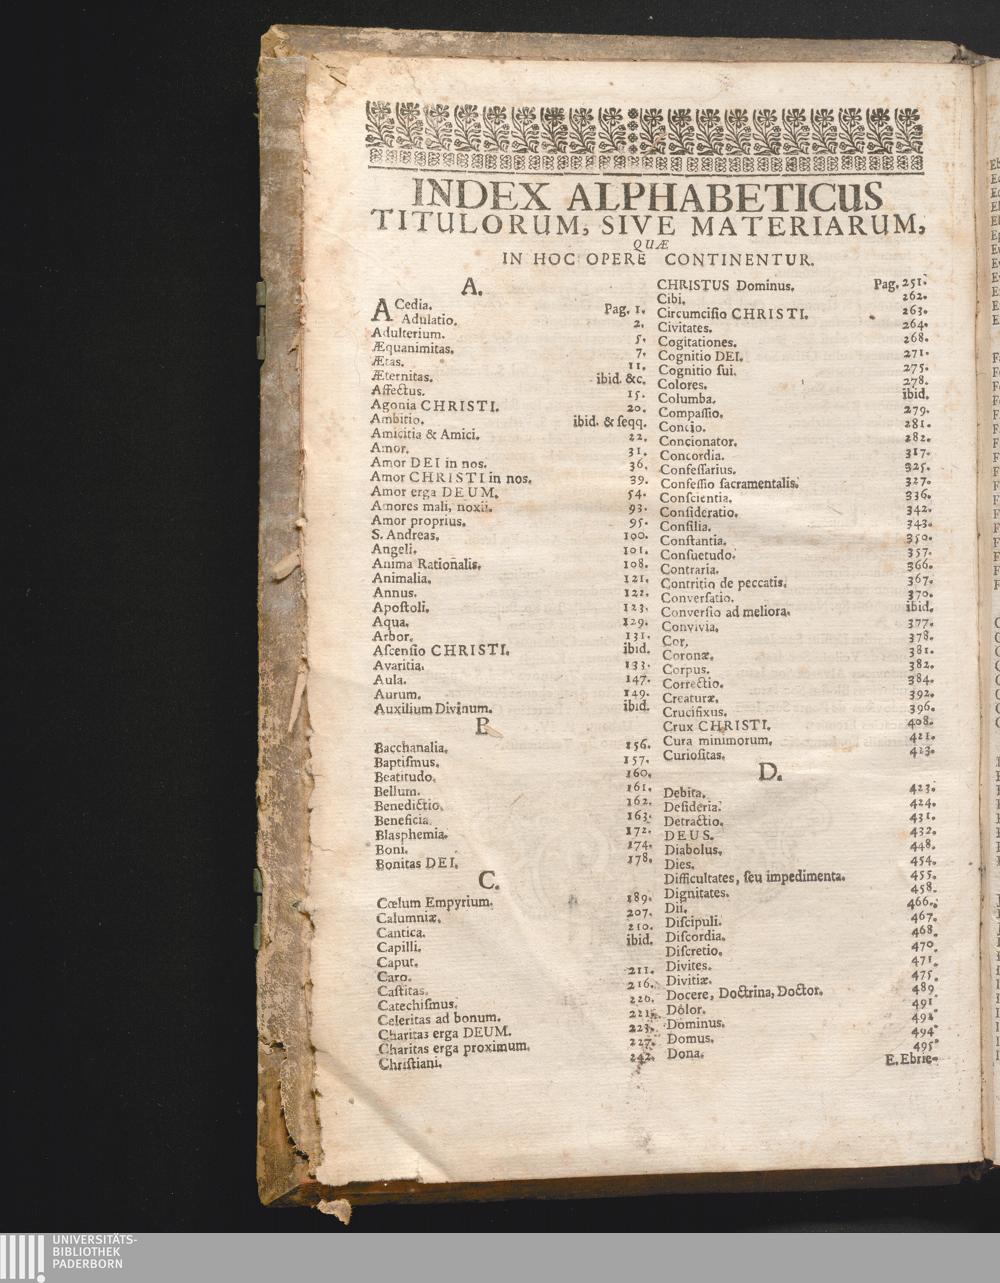 INDEX ALPHABETICUS
TITULORUM, SIVE MATERIARUM,
QUÆ
IN HOC OPERE CONTINENTUR.
A.
ACedia. Pag. 1.
Adulatio. 2.
Adulterium. 5.
Æquanimitas. 7.
Ætas. 11.
Æternitas. ibid. &c.
Affectus. 15.
Agonia CHRISTI. 20.
Ambitio. ibid. & ſeqq.
Amicitia & Amici. 22.
Amor. 31.
Amor DEI in nos. 36.
Amor CHRISTI in nos. 39.
Amor erga DEUM. 54.
Amores mali, noxii. 93.
Amor proprius. 95.
S. Andreas. 100.
Angeli. 101.
Anima Rationalis. 108.
Animalia. 121.
Annus. 122.
Apoſtoli. 123.
Aqua. 129.
Arbor. 131.
Aſcenſio CHRISTI. ibid.
Avaritia. 133.
Aula. 147.
Aurum. 149.
Auxilium Divinum. ibid.
B.
Bacchanalia. 156.
Baptiſmus. 157.
Beatitudo. 160.
Bellum. 161.
Benedictio. 162.
Beneficia. 163.
Blasphemia. 172.
Boni. 174.
Bonitas DEI. 178.
C.
Cœlum Empyrium. 189.
Calumniæ. 207.
Cantica. 210.
Capilli. ibid.
Caput.
Caro. 211.
Caſtitas. 216.
Catechiſmus. 220.
Celeritas ad bonum. 221.
Charitas erga DEUM. 223.
Charitas erga proximum. 227.
Chriſtiani. 242.
CHRISTUS Dominus. Pag. 251.
Cibi. 262.
Circumciſio CHRISTI. 263.
Civitates. 264.
Cogitationes. 268.
Cognitio DEI. 271.
Cognitio ſui. 275.
Colores. 278.
Columba. ibid.
Compaſſio. 279.
Concio. 281.
Concionator. 282.
Concordia. 317.
Confeſſarius. 325.
Confeſſio ſacramentalis. 327.
Conſcientia. 336.
Conſideratio. 342.
Conſilia. 343.
Conſtantia. 350.
Conſuetudo. 357.
Contraria. 366.
Contritio de peccatis. 367.
Converſatio. 370.
Converſio ad meliora. ibid.
Convivia. 377.
Cor. 378.
Coronæ. 381.
Corpus. 382.
Correctio. 384.
Creaturæ. 392.
Crucifixus. 396.
Crux CHRISTI. 408.
Cura minimorum. 421.
Curioſitas. 423.
D.
Debita. 423.
Deſideria. 424.
Detractio. 431.
DEUS. 432.
Diabolus. 448.
Dies. 454.
Difficultates, ſeu impedimenta. 455.
Dignitates. 458.
Dii. 466.
Diſcipuli. 467.
Diſcordia. 468.
Diſcretio. 470.
Divites. 471.
Divitiæ. 475.
Docere, Doctrina, Doctor. 489
Dolor. 491
Dominus. 492
Domus. 494
Dona. 495
E. Ebrie-
UNIVERSITÄTS-
BIBLIOTHEK
PADERBORN